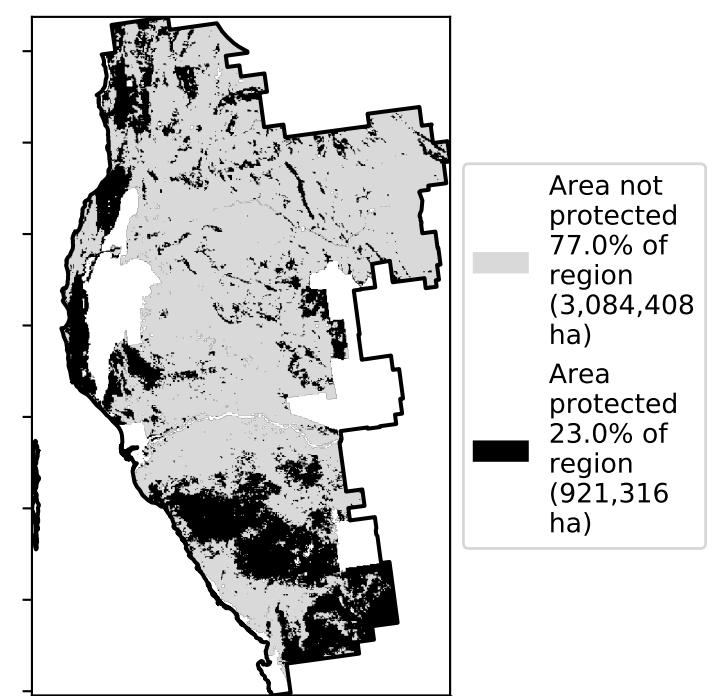 Area not
protected
77.0% of
region
(3,084,408
ha)
Area
protected
23.0% of
region
(921,316
ha)